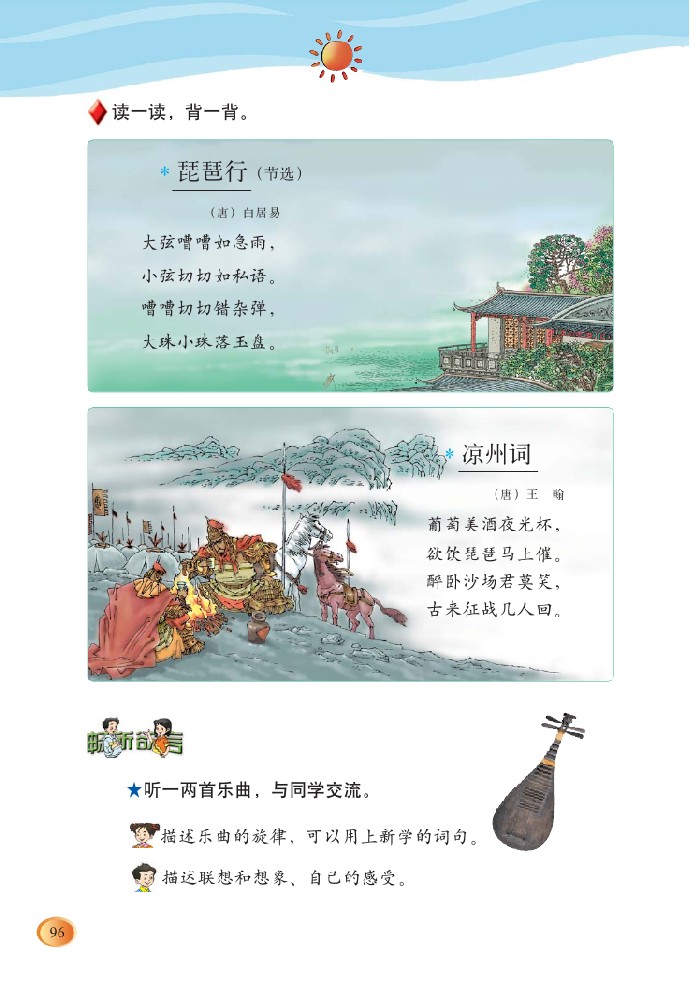 读一读，背一背。
*琵琶行（节选）
（唐）白居易
大弦嘈嘈如急雨，
小弦切切如私语。
嘈嘈切切错杂弹，
大珠小珠落玉盘。
*凉州词
（唐）王 翰
葡萄美酒夜光杯，
欲饮琵琶马上催。
醉卧沙场君莫笑，
古来征战几人回。
畅所欲言
★听一两首乐曲，与同学交流。
描述乐曲的旋律，可以用上新学的词句。
描述联想和想象、自己的感受。
96